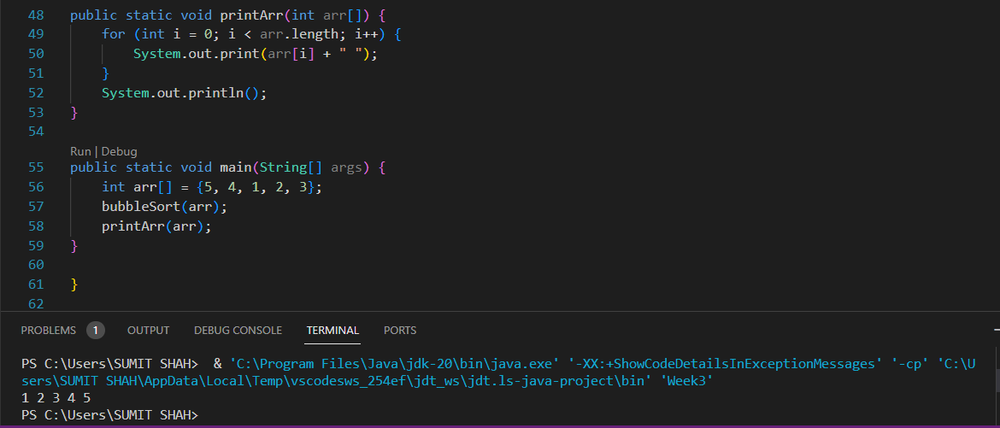 48 public static void printArr(int arr[]) {
49 for (int i = 0; i < arr.length; i++) {
50 System.out.print(arr[i] + " ");
51 }
52 System.out.println();
53 }
54
Run | Debug
55 public static void main(String[] args) {
56 int arr[] = {5, 4, 1, 2, 3};
57 bubbleSort(arr);
58 printArr(arr);
59 }
60
61 }
62
PROBLEMS 1 OUTPUT DEBUG CONSOLE TERMINAL PORTS
PS C:\Users\SUMIT SHAH>  & 'C:\Program Files\Java\jdk-20\bin\java.exe' '-XX:+ShowCodeDetailsInExceptionMessages' '-cp' 'C:\U
sers\SUMIT SHAH\AppData\Local\Temp\vscodesws_254ef\jdt_ws\jdt.ls-java-project\bin' 'Week3'
1 2 3 4 5
PS C:\Users\SUMIT SHAH>